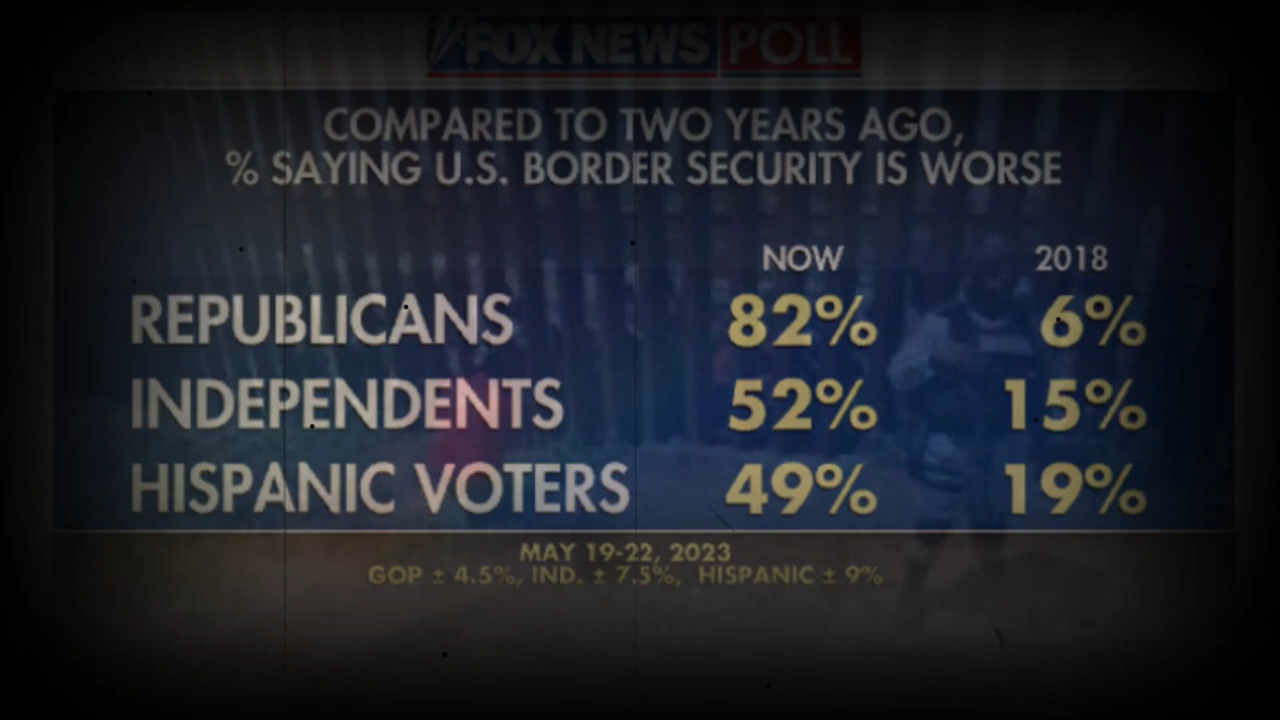 FOX NEWS POLL
COMPARED TO TWO YEARS AGO,
% SAYING U.S. BORDER SECURITY IS WORSE
NOW 2018
REPUBLICANS 82% 6%
INDEPENDENTS 52% 15%
HISPANIC VOTERS 49% 19%
MAY 19-22, 2023
GOP ± 4.5%, IND. ± 7.5%, HISPANIC ± 9%